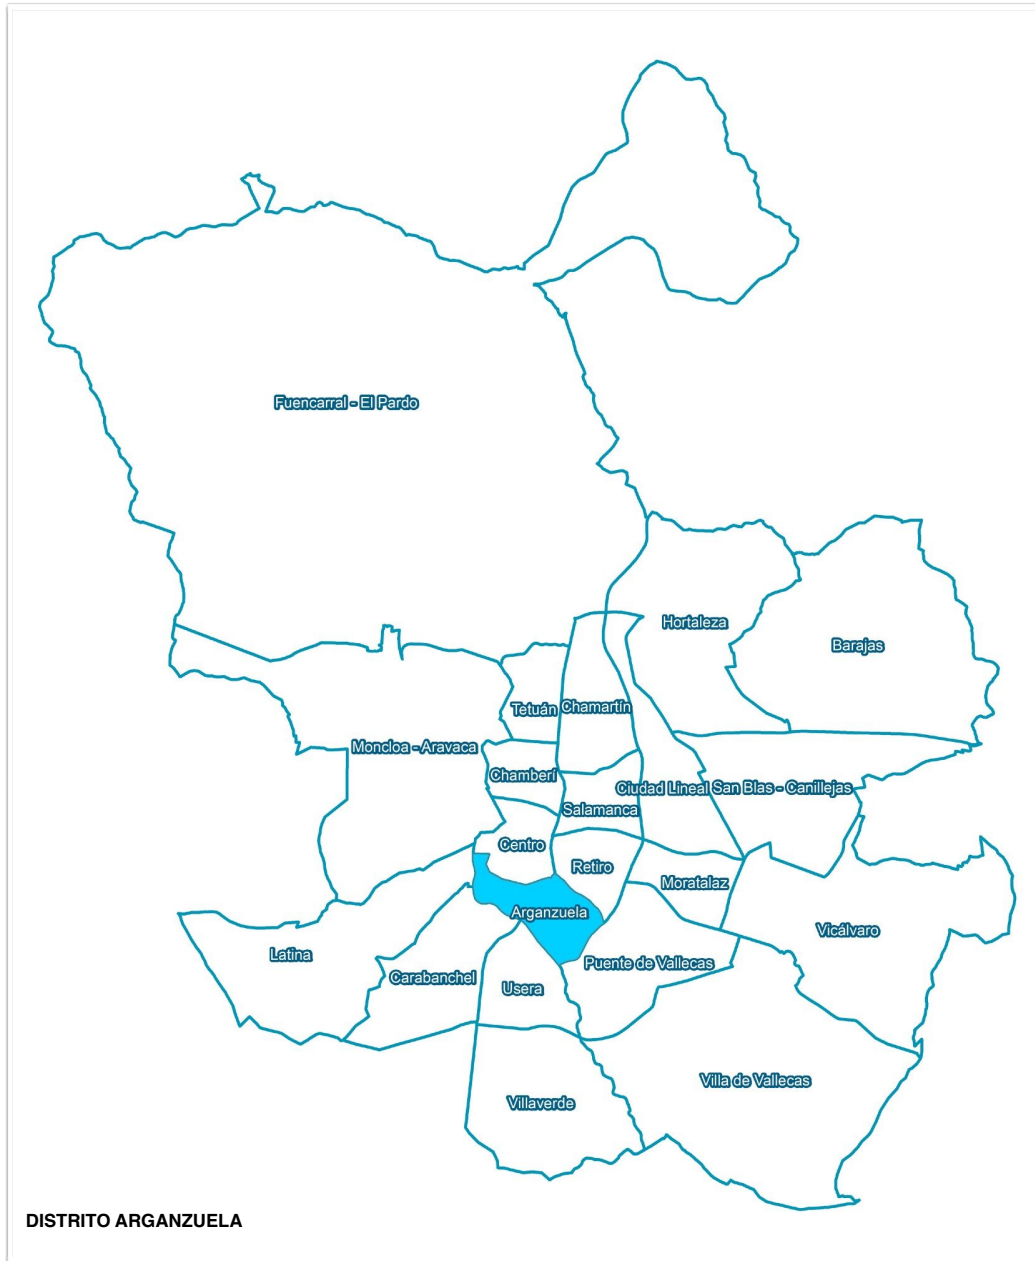 Fuencarral - El Pardo
Hortaleza
Barajas
Tetuán
Chamartín
Moncloa - Aravaca
Chamberí
Ciudad Lineal
San Blas - Canillejas
Salamanca
Centro
Retiro
Moratalaz
Arganzuela
Vicálvaro
Latina
Carabanchel
Puente de Vallecas
Usera
Villa de Vallecas
Villaverde
DISTRITO ARGANZUELA